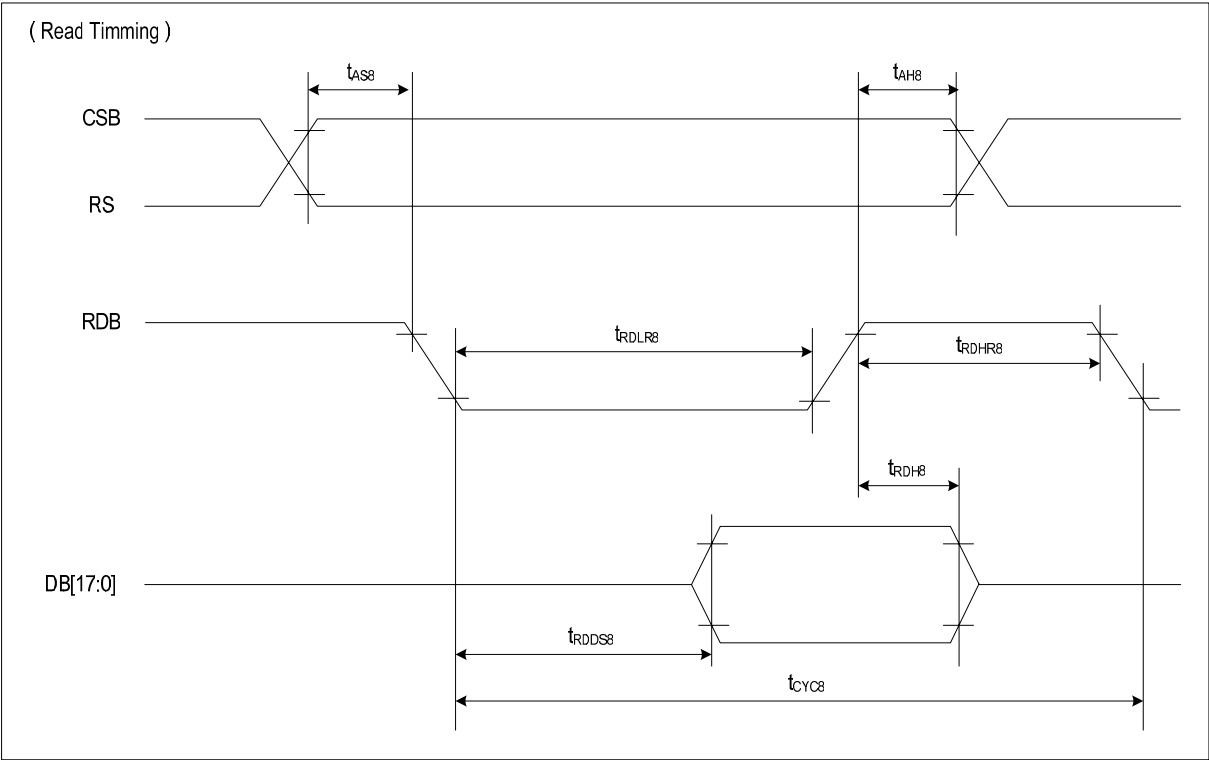 ( Read Timming )
tAS8
tAH8
CSB
RS
RDB
tRDLR8
tRDHR8
tRDH8
DB[17:0]
tRDDS8
tCYC8